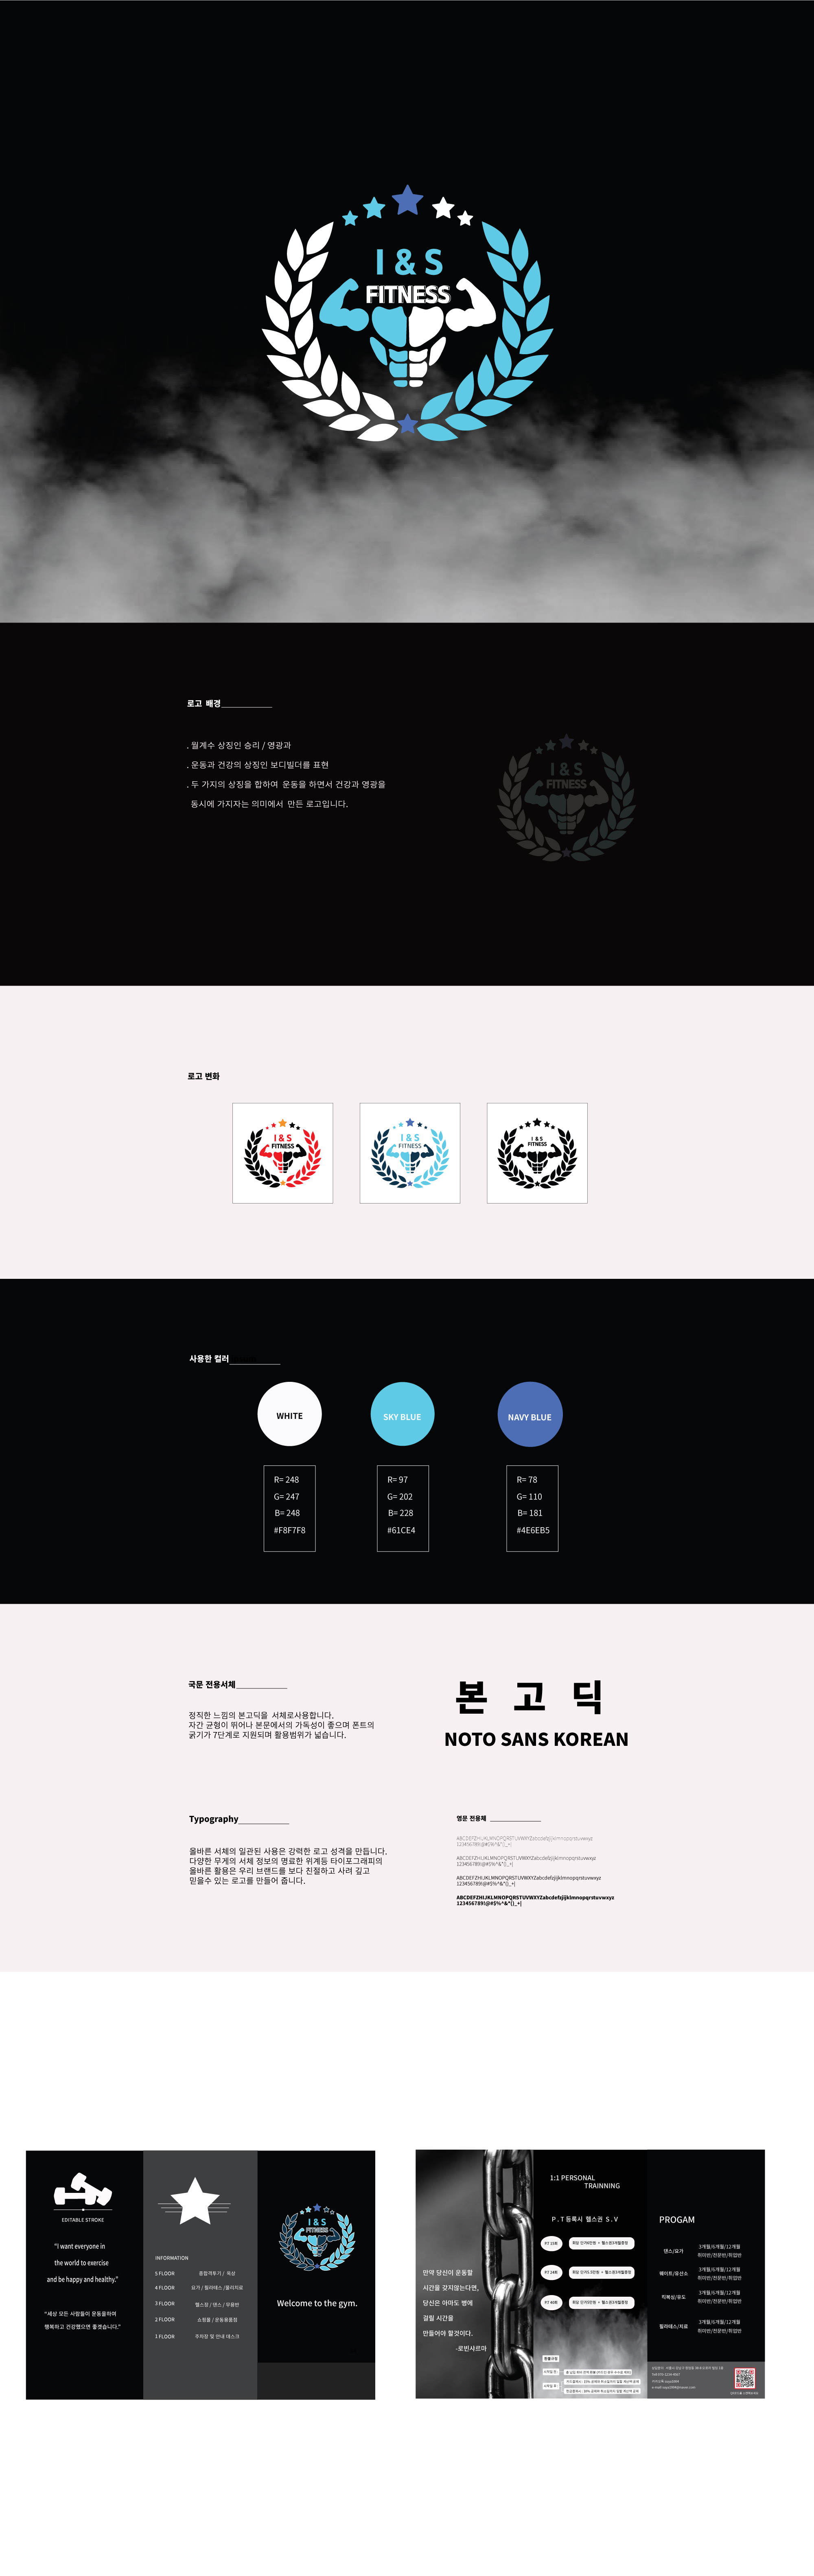 I & S
FITNESS
로고 배경
. 월계수 상징인 승리 / 영광과
. 운동과 건강의 상징인 보디빌더를 표현
. 두 가지의 상징을 합하여 운동을 하면서 건강과 영광을
동시에 가지자는 의미에서 만든 로고입니다.
I & S
FITNESS
로고 변화
I & S
FITNESS
I & S
FITNESS
I & S
FITNESS
사용한 컬러
WHITE
SKY BLUE
NAVY BLUE
R= 248
G= 247
B= 248
#F8F7F8
R= 97
G= 202
B= 228
#61CE4
R= 78
G= 110
B= 181
#4E6EB5
국문 전용서체
정직한 느낌의 본고딕을 서체로사용합니다.
자간 균형이 뛰어나 본문에서의 가독성이 좋으며 폰트의
굵기가 7단계로 지원되며 활용범위가 넓습니다.
본 고 딕
NOTO SANS KOREAN
Typography
올바른 서체의 일관된 사용은 강력한 로고 성격을 만듭니다.
다양한 무게의 서체 정보의 명료한 위계등 타이포그래피의
올바른 활용은 우리 브랜드를 보다 친절하고 사려 깊고
믿을수 있는 로고를 만들어 줍니다.
영문 전용체
ABCDEFZHIJKLMNOPQRSTUVWXYZabcdefzjijklmnopqrstuvwxyz
123456789!@#$%^&*()_+|
ABCDEFZHIJKLMNOPQRSTUVWXYZabcdefzjijklmnopqrstuvwxyz
123456789!@#$%^&*()_+|
ABCDEFZHIJKLMNOPQRSTUVWXYZabcdefzjijklmnopqrstuvwxyz
123456789!@#$%^&*()_+|
ABCDEFZHIJKLMNOPQRSTUVWXYZabcdefzjijklmnopqrstuvwxyz
123456789!@#$%^&*()_+|
EDITABLE STROKE
"I want everyone in
the world to exercise
and be happy and healthy."
"세상 모든 사람들이 운동을하여
행복하고 건강했으면 좋겠습니다."
INFORMATION
5 FLOOR 종합격투기 / 옥상
4 FLOOR 요가 / 필라테스 /물리치료
3 FLOOR 헬스장 / 댄스 / 무용반
2 FLOOR 쇼핑몰 / 운동용품점
1 FLOOR 주차장 및 안내 데스크
I & S
FITNESS
Welcome to the gym.
만약 당신이 운동할
시간을 갖지않는다면,
당신은 아마도 병에
걸릴 시간을
만들어야 할것이다.
-로빈샤르마
1:1 PERSONAL
TRAINNING
P.T등록시 헬스권 S.V
환불규정
PROGAM
댄스/요가
3개월/6개월/12개월
취미반/전문반/취업반
웨이트/유산소
3개월/6개월/12개월
취미반/전문반/취업반
킥복싱/유도
3개월/6개월/12개월
취미반/전문반/취업반
필라테스/치료
3개월/6개월/12개월
취미반/전문반/취업반